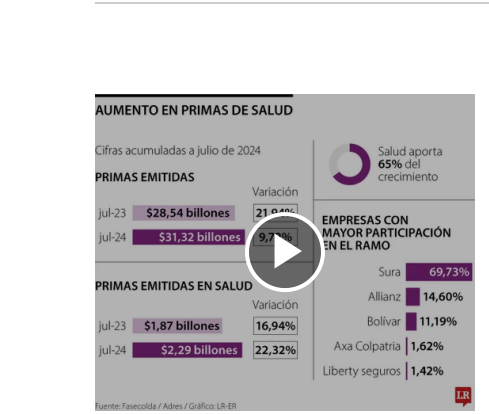 AUMENTO EN PRIMAS DE SALUD
Cifras acumuladas a julio de 2024
PRIMAS EMITIDAS
Variación
jul-23 $28,54 billones 21,94%
jul-24 $31,32 billones
PRIMAS EMITIDAS EN SALUD
Variación
jul-23 $1,87 billones 16,94%
jul-24 $2,29 billones 22,32%
Fuente: Fasecolda / Adres / Gráfico: LR-ER
Salud aporta
65% del
crecimiento
EMPRESAS CON
MAYOR PARTICIPACIÓN
EN EL RAMO
Sura 69,73%
Allianz 14,60%
Bolívar 11,19%
Axa Colpatria 1,62%
Liberty seguros 1,42%
LR